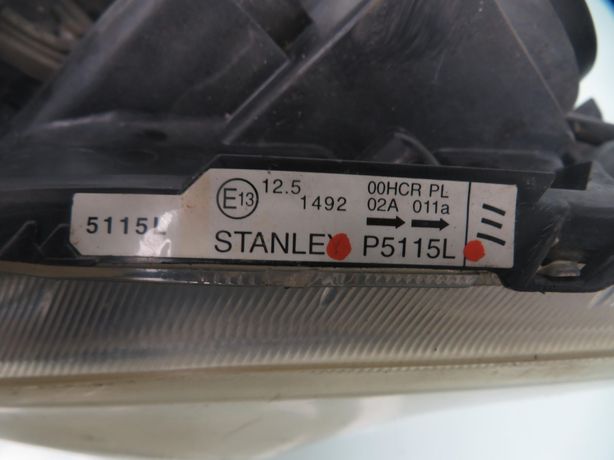 5115L
E13 12.5 1492
00HCR PL
02A 011a
STANLEY P5115L